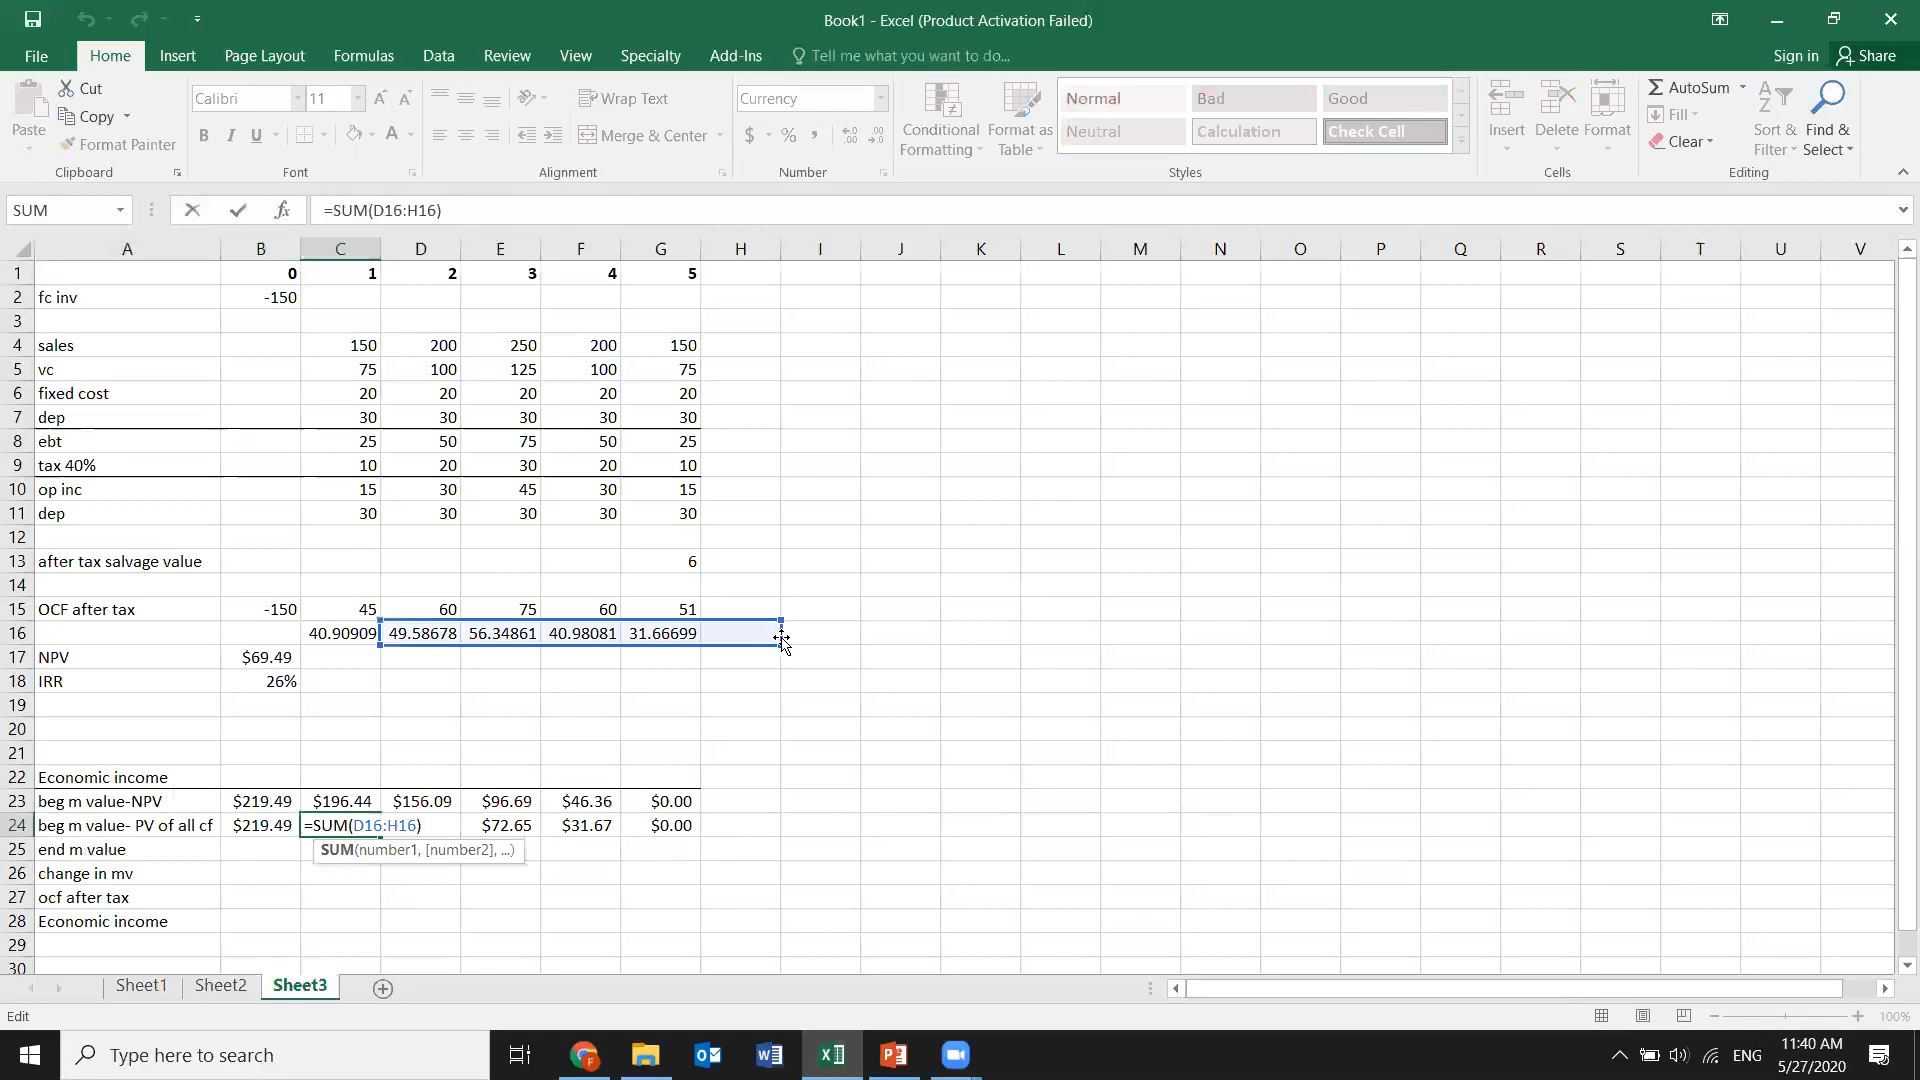 Book1 - Excel (Product Activation Failed)
File Home Insert Page Layout Formulas Data Review View Specialty Add-Ins Tell me what you want to do... Sign in Share
Paste
Cut
Copy
Format Painter
Clipboard
Calibri 11
B I U
Font
Wrap Text
Merge & Center
Alignment
Currency
$ % ,
Number
Conditional Formatting
Format as Table
Normal Bad Good
Neutral Calculation Check Cell
Styles
Insert Delete Format
Cells
AutoSum
Fill
Clear
Sort & Filter
Find & Select
Editing
SUM fx =SUM(D16:H16)
A B C D E F G H I J K L M N O P Q R S T U V
1 0 1 2 3 4 5
2 fc inv -150
3
4 sales 150 200 250 200 150
5 vc 75 100 125 100 75
6 fixed cost 20 20 20 20 20
7 dep 30 30 30 30 30
8 ebt 25 50 75 50 25
9 tax 40% 10 20 30 20 10
10 op inc 15 30 45 30 15
11 dep 30 30 30 30 30
12
13 after tax salvage value 6
14
15 OCF after tax -150 45 60 75 60 51
16 40.90909 49.58678 56.34861 40.98081 31.66699
17 NPV $69.49
18 IRR 26%
19
20
21
22 Economic income
23 beg m value-NPV $219.49 $196.44 $156.09 $96.69 $46.36 $0.00
24 beg m value- PV of all cf $219.49 =SUM(D16:H16) $72.65 $31.67 $0.00
25 end m value SUM(number1, [number2], ...)
26 change in mv
27 ocf after tax
28 Economic income
29
30
Sheet1 Sheet2 Sheet3
Edit 100%
Type here to search
ENG
11:40 AM
5/27/2020